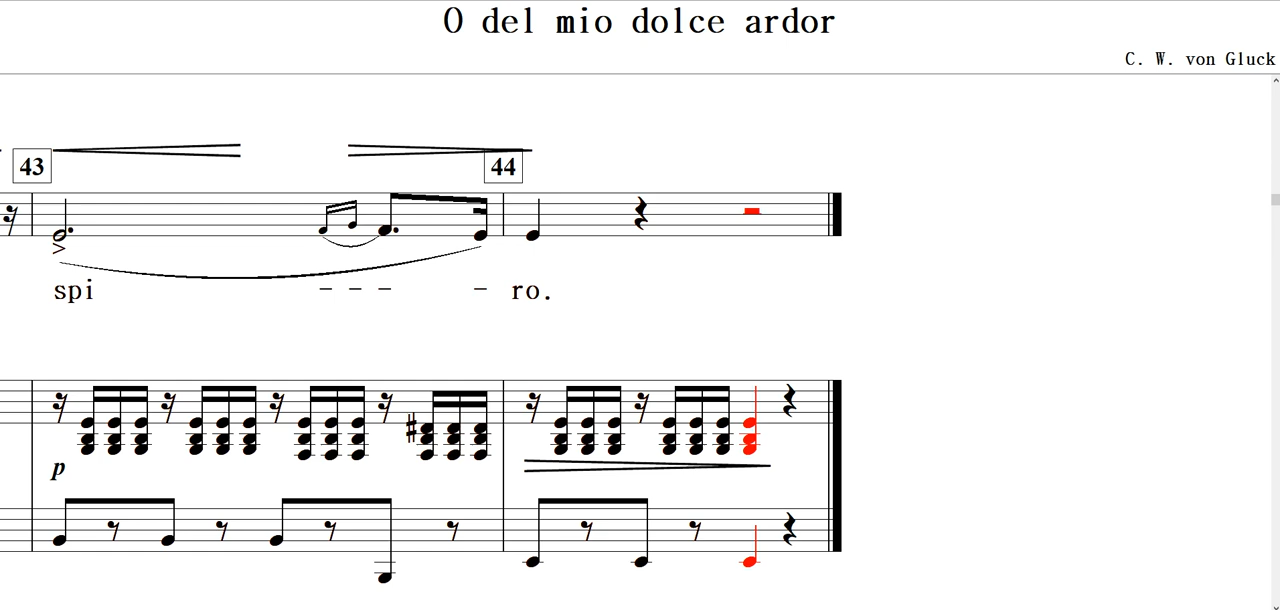 O del mio dolce ardor
C. W. von Gluck
43
44
spi - - - - ro.
p